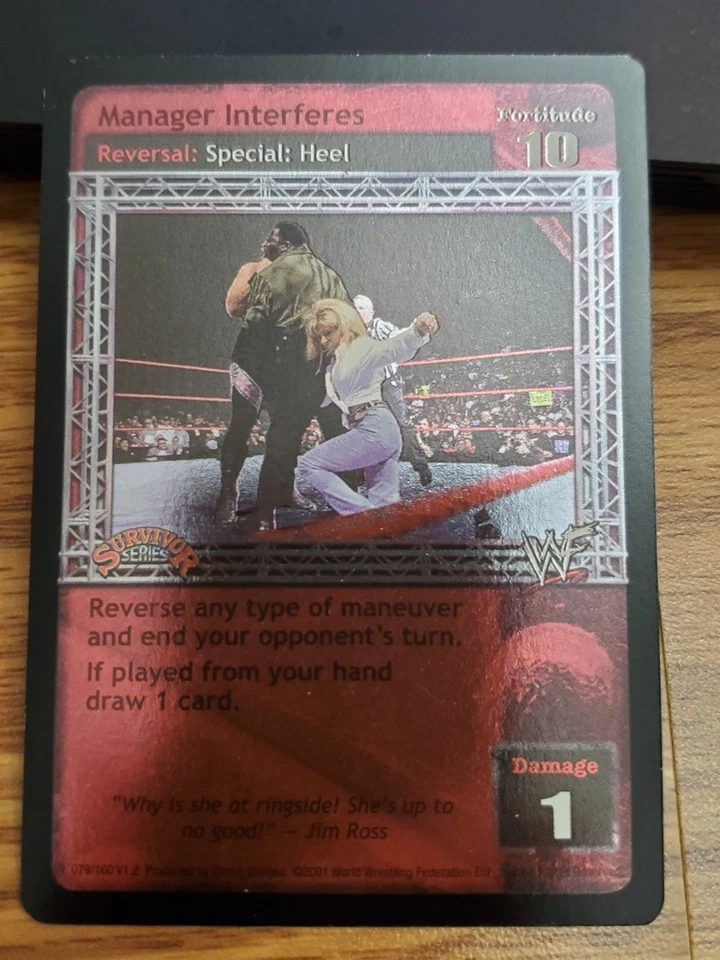 Manager Interferes
Fortitude
10
Reversal: Special: Heel
SURVIVOR
SERIES
WF
Reverse any type of maneuver
and end your opponent's turn.
If played from your hand
draw 1 card.
Damage
1
"Why is she at ringside! She's up to
no good!" – Jim Ross
079/160 V1.2 Produced by Comic Images. ©2001 World Wrestling Federation Ent., Rights Reserved.